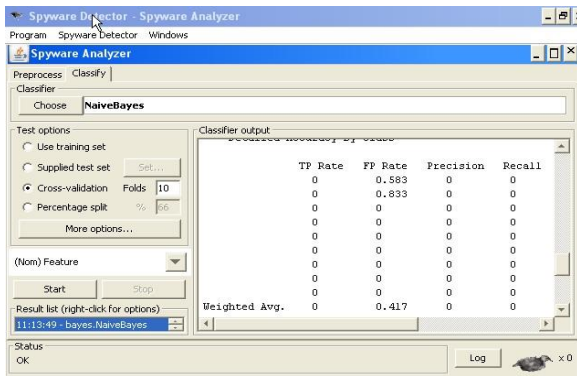 Spyware Detector - Spyware Analyzer
Program Spyware Detector Windows
Spyware Analyzer
Preprocess Classify
Classifier
Choose NaiveBayes
Test options
Use training set
Supplied test set Set...
Cross-validation Folds 10
Percentage split % 66
More options...
(Nom) Feature
Start Stop
Result list (right-click for options)
11:13:49 - bayes.NaiveBayes
Classifier output
TP Rate FP Rate Precision Recall
0 0.583 0 0
0 0.833 0 0
0 0 0 0
0 0 0 0
0 0 0 0
0 0 0 0
0 0 0 0
0 0 0 0
0 0 0 0
Weighted Avg. 0 0.417 0 0
Status
OK
Log x 0